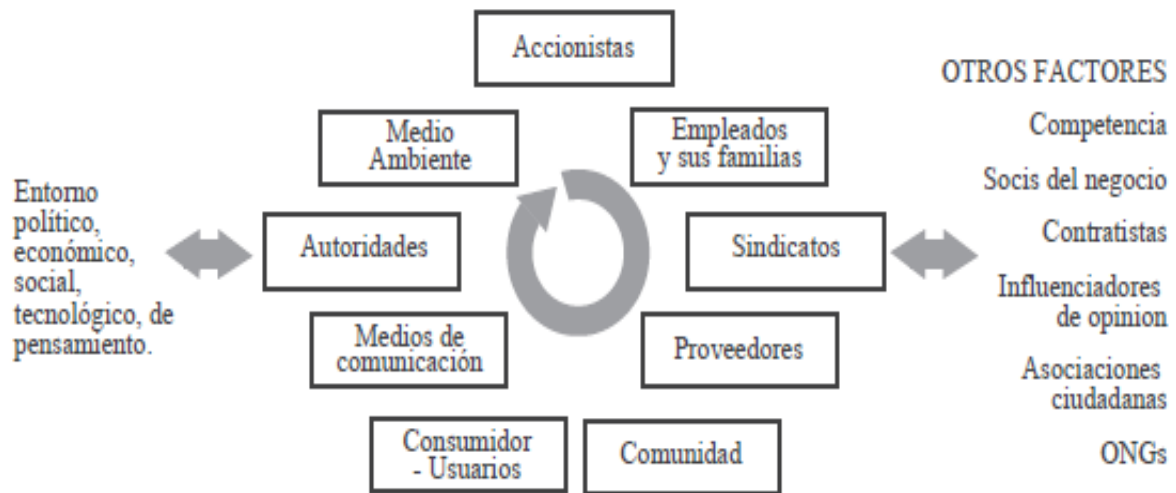 Accionistas
Medio
Ambiente
Empleados
y sus familias
Autoridades
Sindicatos
Medios de
comunicación
Proveedores
Consumidor
- Usuarios
Comunidad
Entorno
político,
económico,
social,
tecnológico, de
pensamiento.
OTROS FACTORES
Competencia
Socis del negocio
Contratistas
Influenciadores
de opinion
Asociaciones
ciudadanas
ONGs